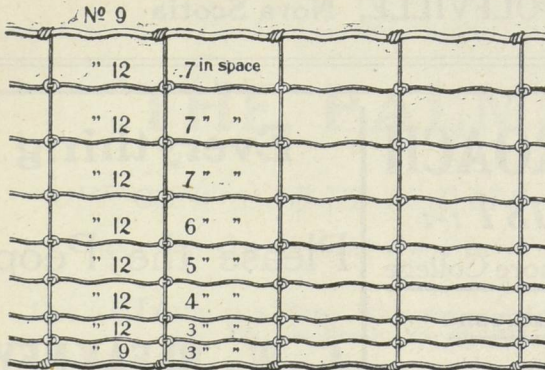 Nº 9
" 12 7 in space
" 12 7 " "
" 12 7 " "
" 12 6 " "
" 12 5 " "
" 12 4 " "
" 12 3 " "
" 9 3 " "